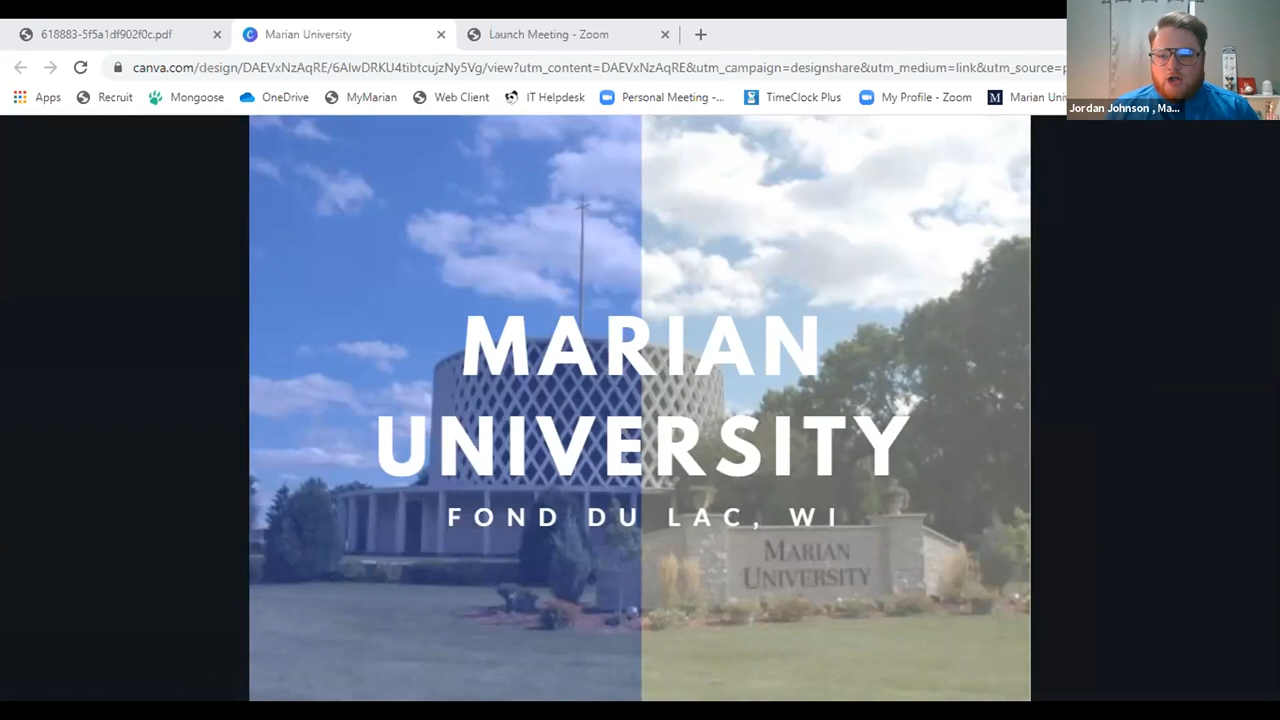 618883-5f5a1df902f0c.pdf
Marian University
Launch Meeting - Zoom
canva.com/design/DAEVxNzAqRE/6AIwDRKU4tibtcujzNy59Q/view?utm_content=DAEVxNzAqRE&utm_campaign=designshare&utm_medium=link&utm_source=p
Apps
Recruit
Mongoose
OneDrive
MyMarian
Web Client
IT Helpdesk
Personal Meeting -...
TimeClock Plus
My Profile - Zoom
M
Marian Uni
Jordan Johnson , Ma...
MARIAN
UNIVERSITY
FOND DU LAC, WI
MARIAN
UNIVERSITY